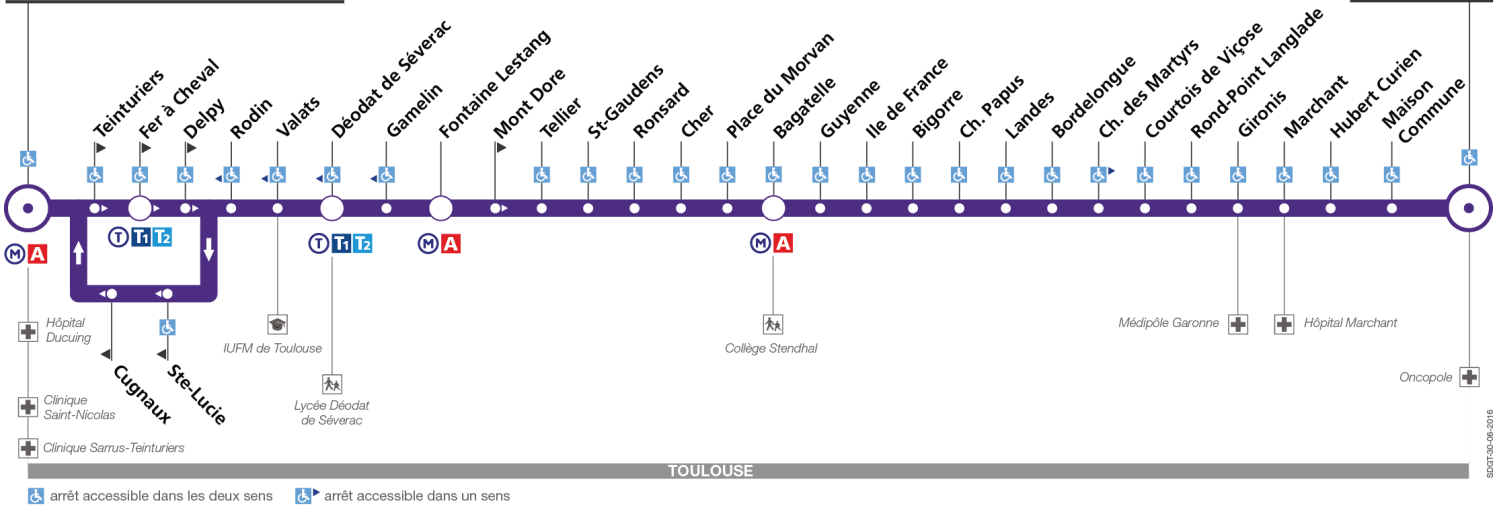 Teinturiers
Fer à Cheval
Delpy
Rodin
Valats
Déodat de Séverac
Gamelin
Fontaine Lestang
Mont Dore
Tellier
St-Gaudens
Ronsard
Cher
Place du Morvan
Bagatelle
Guyenne
Ile de France
Bigorre
Ch. Papus
Landes
Bordelongue
Ch. des Martyrs
Courtois de Viçose
Rond-Point Langlade
Gironis
Marchant
Hubert Curien
Maison
Commune
M A
T T1 T2
T T1 T2
M A
M A
Hôpital
Ducuing
Clinique
Saint-Nicolas
Clinique Sarrus-Teinturiers
Cugnaux
Ste-Lucie
IUFM de Toulouse
Lycée Déodat
de Séverac
Collège Stendhal
Médipôle Garonne
Hôpital Marchant
Oncopole
SDGT-30-06-2016
TOULOUSE
arrêt accessible dans les deux sens
arrêt accessible dans un sens